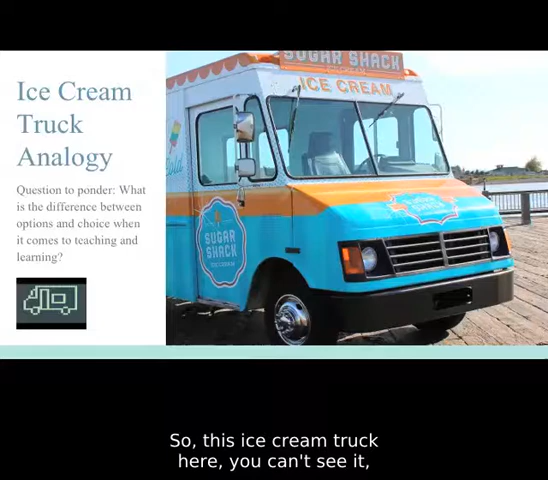 SUGAR SHACK
ICE CREAM
Ice Cream
Truck
Analogy
Question to ponder: What
is the difference between
options and choice when
it comes to teaching and
learning?
Cold
SUGAR
SHACK
So, this ice cream truck
here, you can't see it,